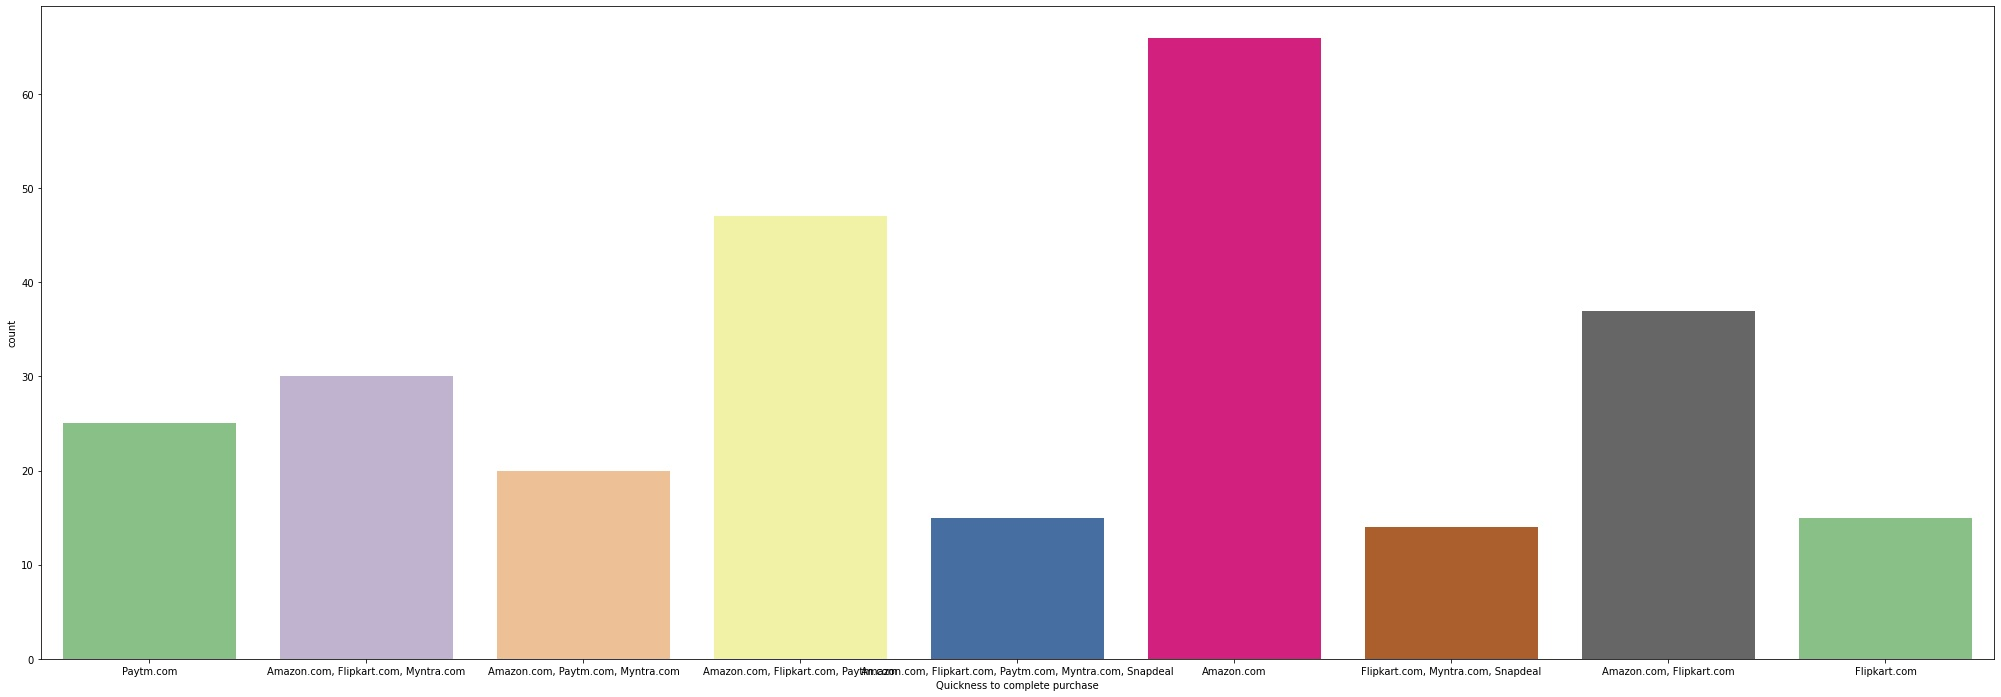 count
60
50
40
30
20
10
0
Paytm.com
Amazon.com, Flipkart.com, Myntra.com
Amazon.com, Paytm.com, Myntra.com
Amazon.com, Flipkart.com, Paytm.com
Amazon.com, Flipkart.com, Paytm.com, Myntra.com, Snapdeal
Amazon.com
Flipkart.com, Myntra.com, Snapdeal
Amazon.com, Flipkart.com
Flipkart.com
Quickness to complete purchase